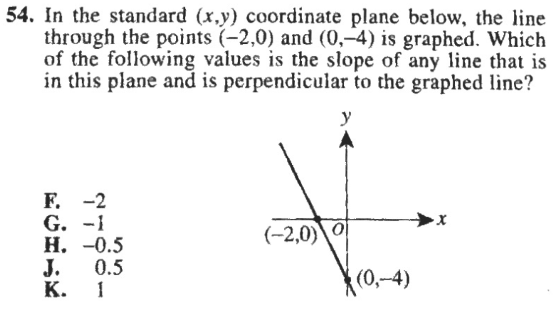 54. In the standard (x,y) coordinate plane below, the line
through the points (−2,0) and (0,−4) is graphed. Which
of the following values is the slope of any line that is
in this plane and is perpendicular to the graphed line?
y
F. −2
G. −1
H. −0.5
J. 0.5
K. 1
x
(−2,0)
O
(0,−4)